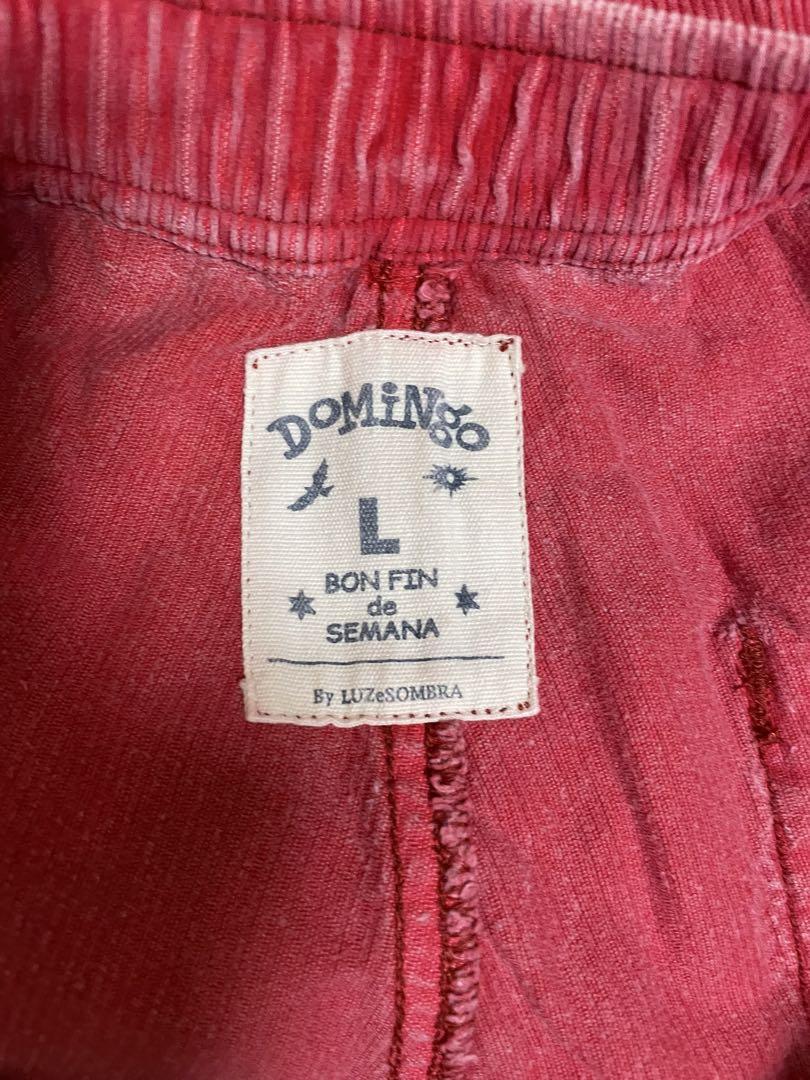 DoMiNgo
L
BON FIN
de
SEMANA
By LUZeSOMBRA